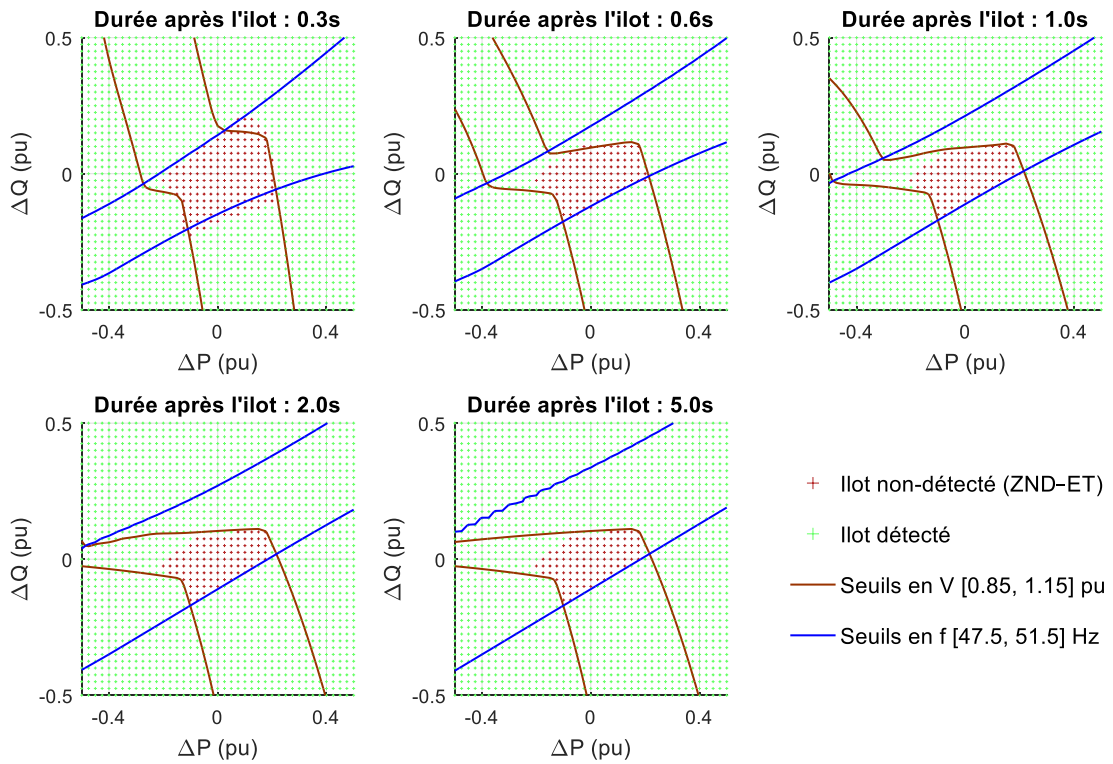 Durée après l'ilot : 0.3s
0.5
0
-0.5
ΔQ (pu)
-0.4
0
0.4
ΔP (pu)
Durée après l'ilot : 0.6s
0.5
0
-0.5
ΔQ (pu)
-0.4
0
0.4
ΔP (pu)
Durée après l'ilot : 1.0s
0.5
0
-0.5
ΔQ (pu)
-0.4
0
0.4
ΔP (pu)
Durée après l'ilot : 2.0s
0.5
0
-0.5
ΔQ (pu)
-0.4
0
0.4
ΔP (pu)
Durée après l'ilot : 5.0s
0.5
0
-0.5
ΔQ (pu)
-0.4
0
0.4
ΔP (pu)
Ilot non-détecté (ZND−ET)
Ilot détecté
Seuils en V [0.85, 1.15] pu
Seuils en f [47.5, 51.5] Hz